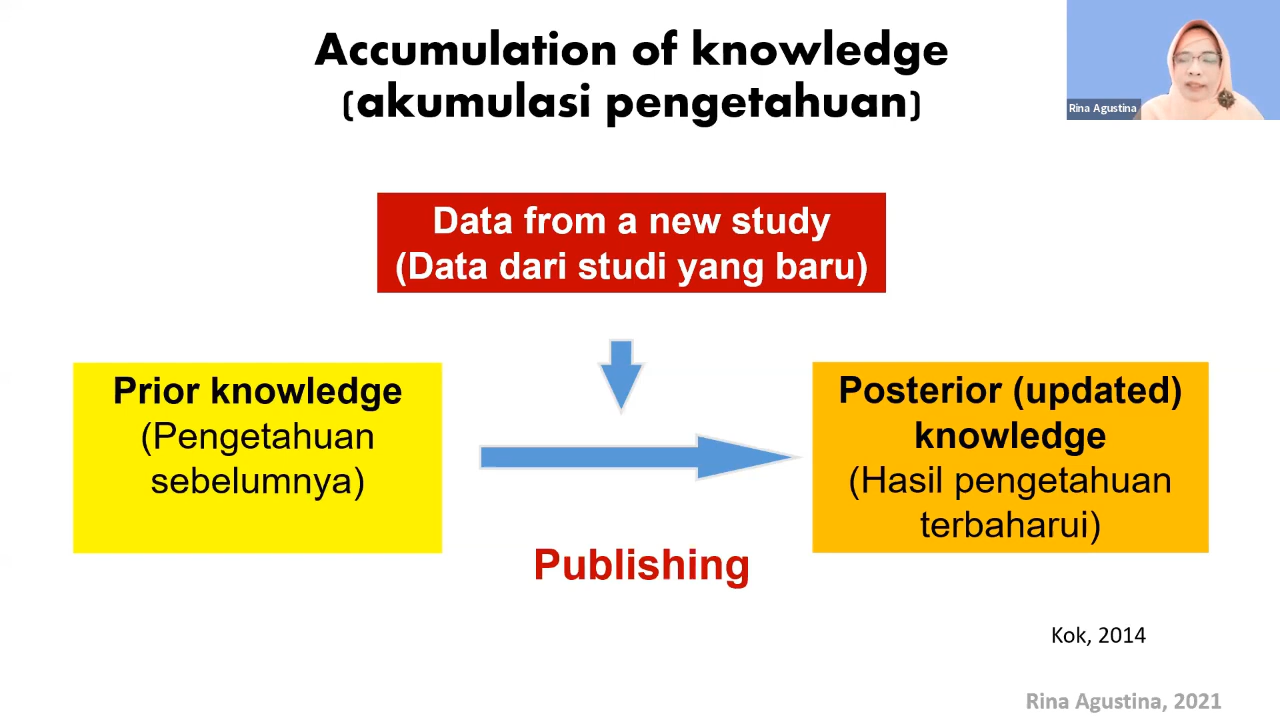 Accumulation of knowledge
(akumulasi pengetahuan)
Rina Agustina
Data from a new study
(Data dari studi yang baru)
Prior knowledge
(Pengetahuan
sebelumnya)
Posterior (updated)
knowledge
(Hasil pengetahuan
terbaharui)
Publishing
Kok, 2014
Rina Agustina, 2021